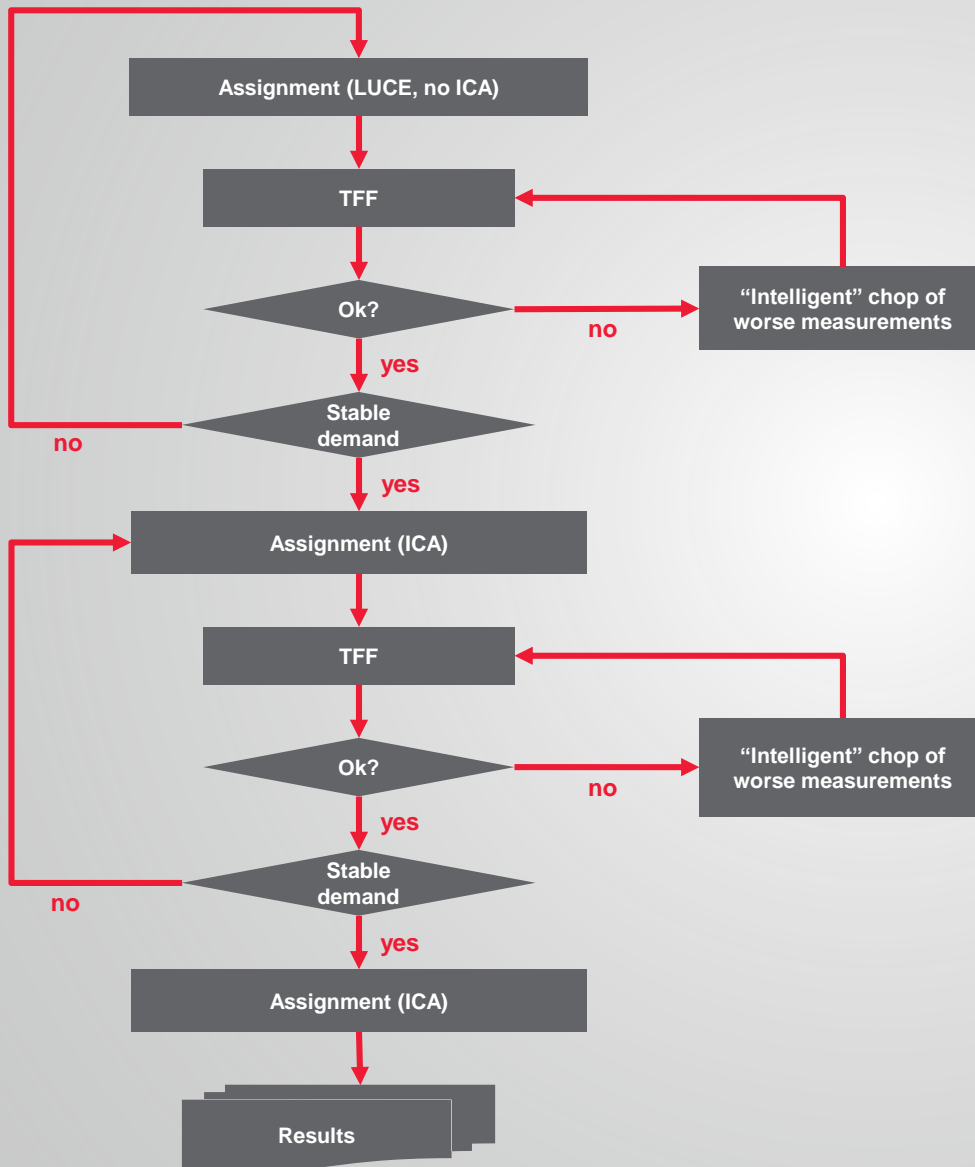 Assignment (LUCE, no ICA)
TFF
Ok?
no
“Intelligent” chop of
worse measurements
yes
Stable
demand
no
yes
Assignment (ICA)
TFF
Ok?
no
“Intelligent” chop of
worse measurements
yes
Stable
demand
no
yes
Assignment (ICA)
Results